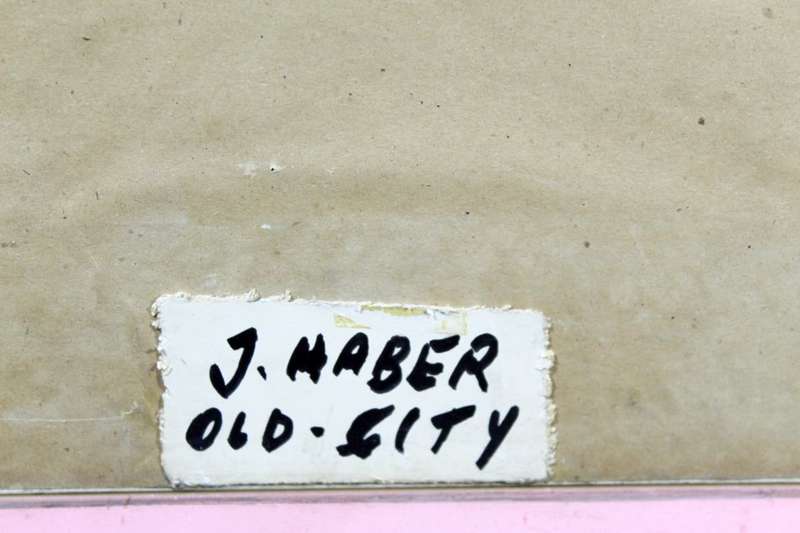 J. HABER
OLD-CITY